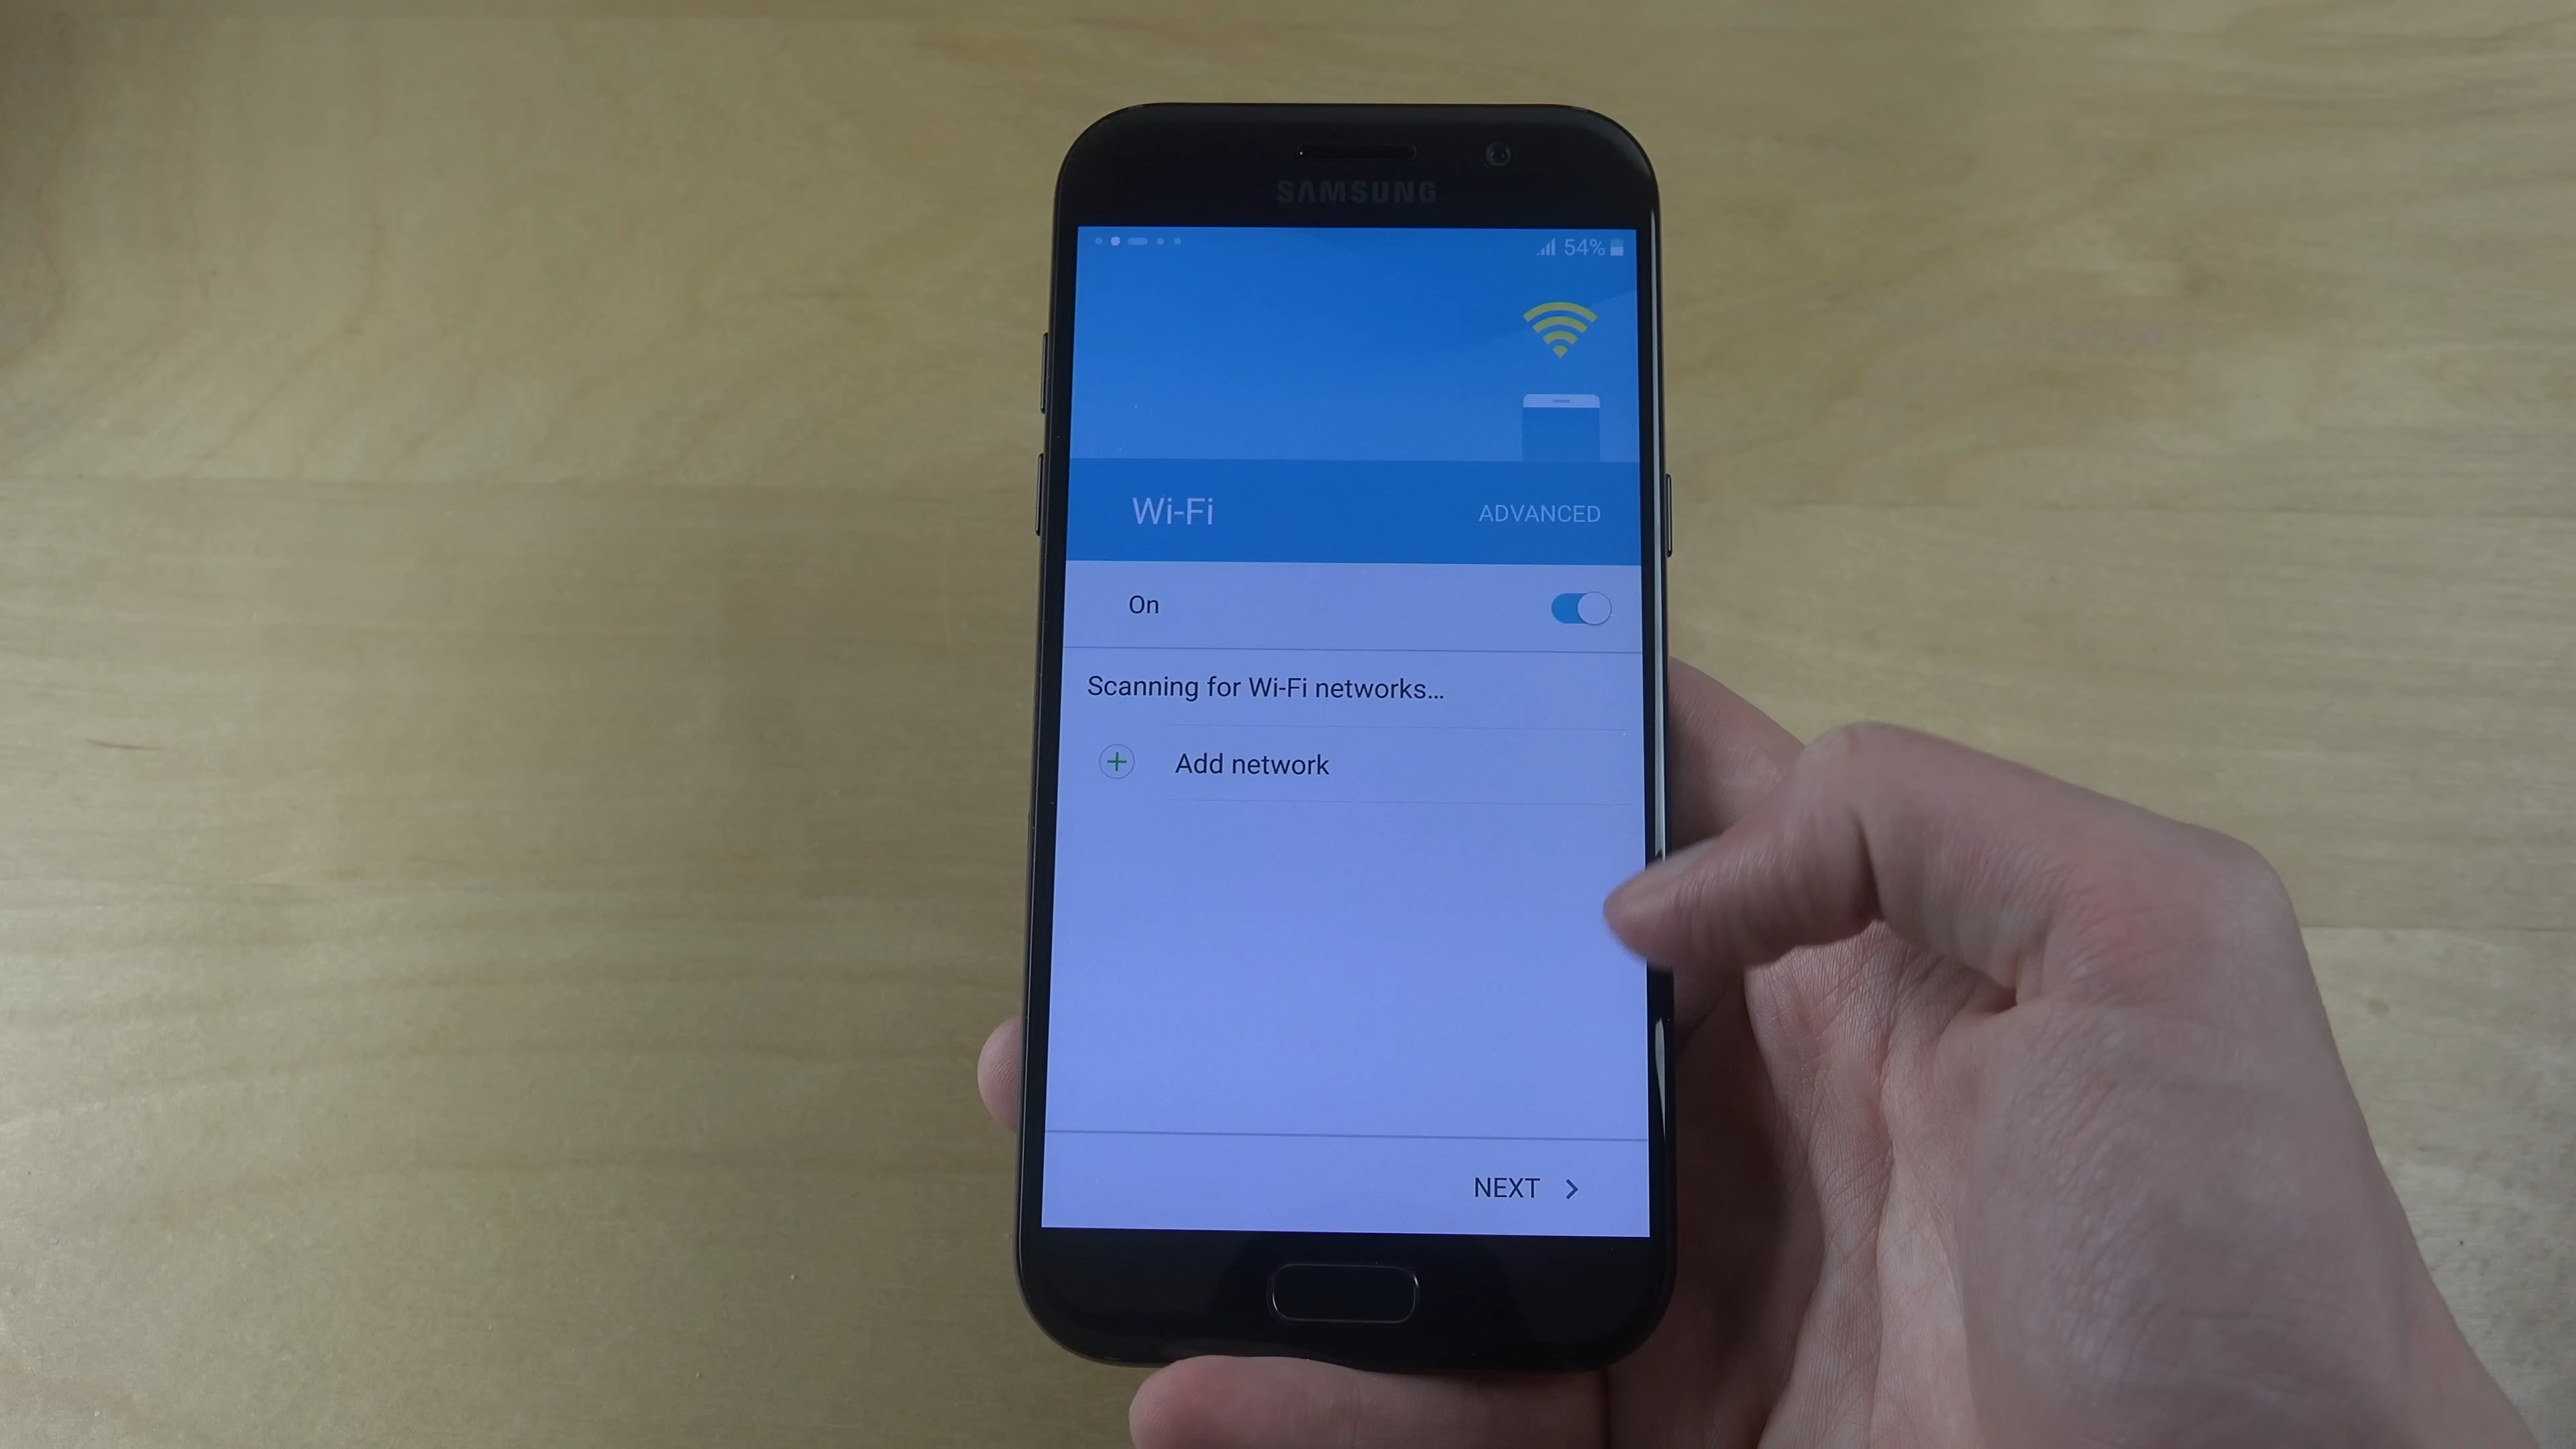 SAMSUNG
54%
Wi-Fi
ADVANCED
On
Scanning for Wi-Fi networks...
Add network
NEXT